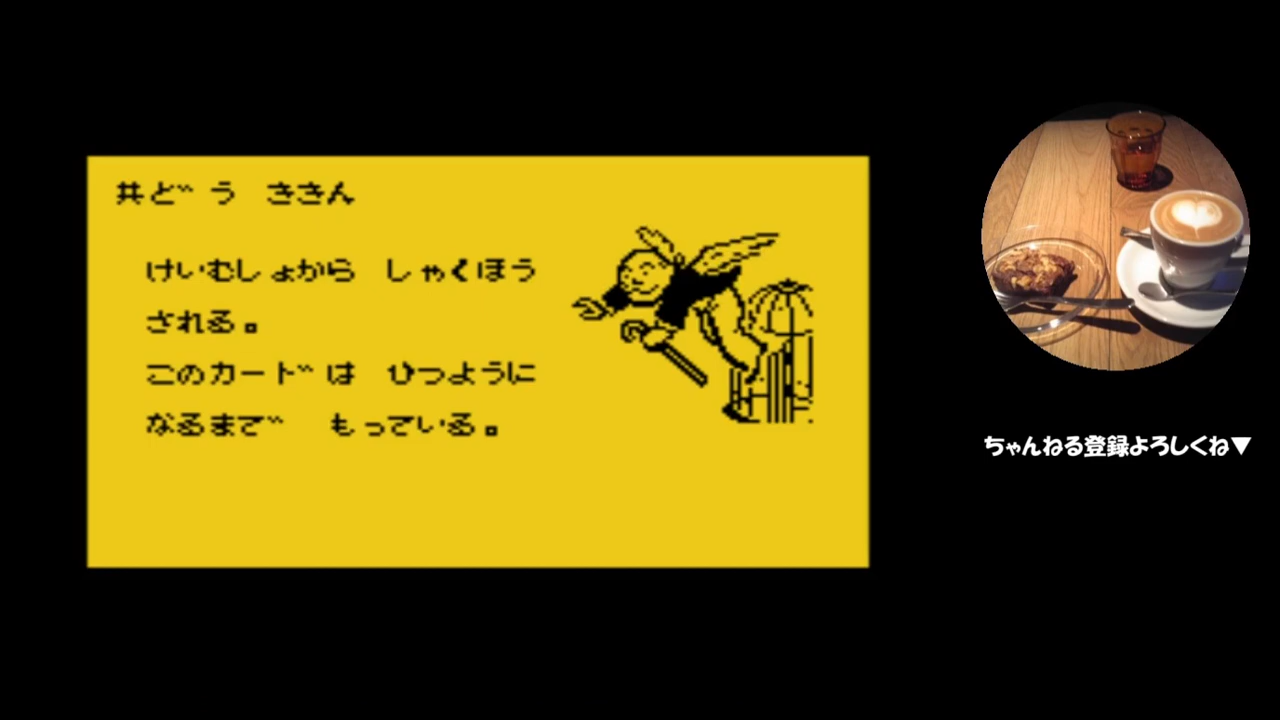 共どう ききん
けいむしょから しゃくほう
される。
このカードは ひつように
なるまで もっている。
ちゃんねる登録よろしくね▼